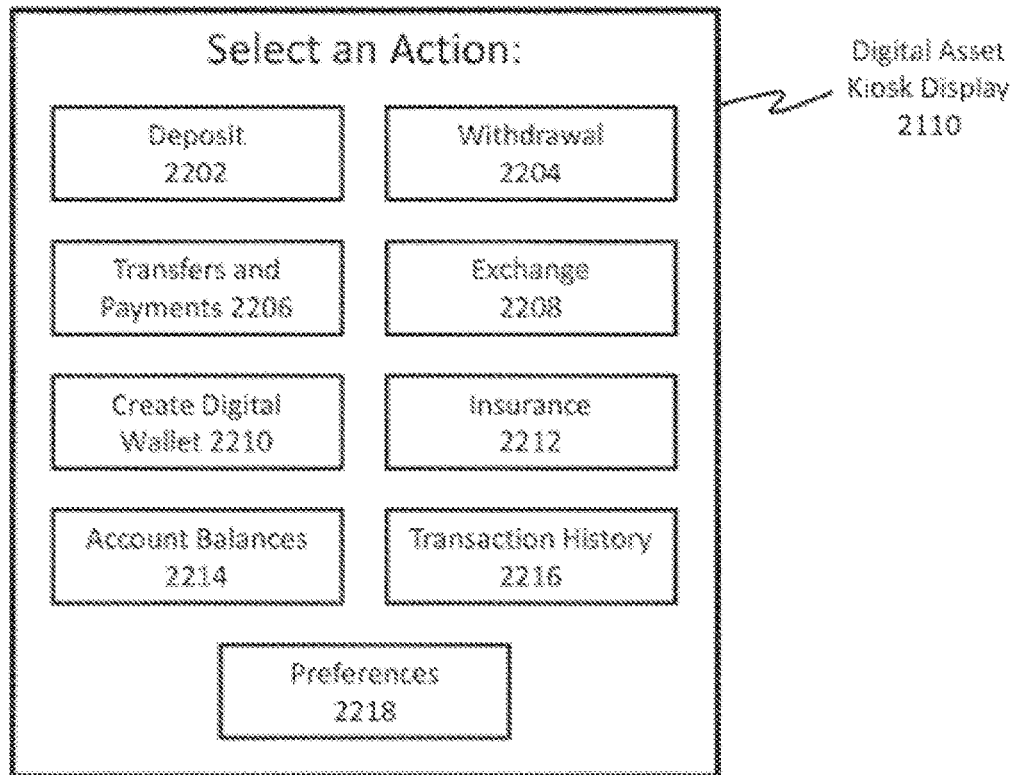 Select an Action:
Digital Asset
Kiosk Display
2110
Deposit
2202
Withdrawal
2204
Transfers and
Payments 2206
Exchange
2208
Create Digital
Wallet 2210
Insurance
2212
Account Balances
2214
Transaction History
2216
Preferences
2218